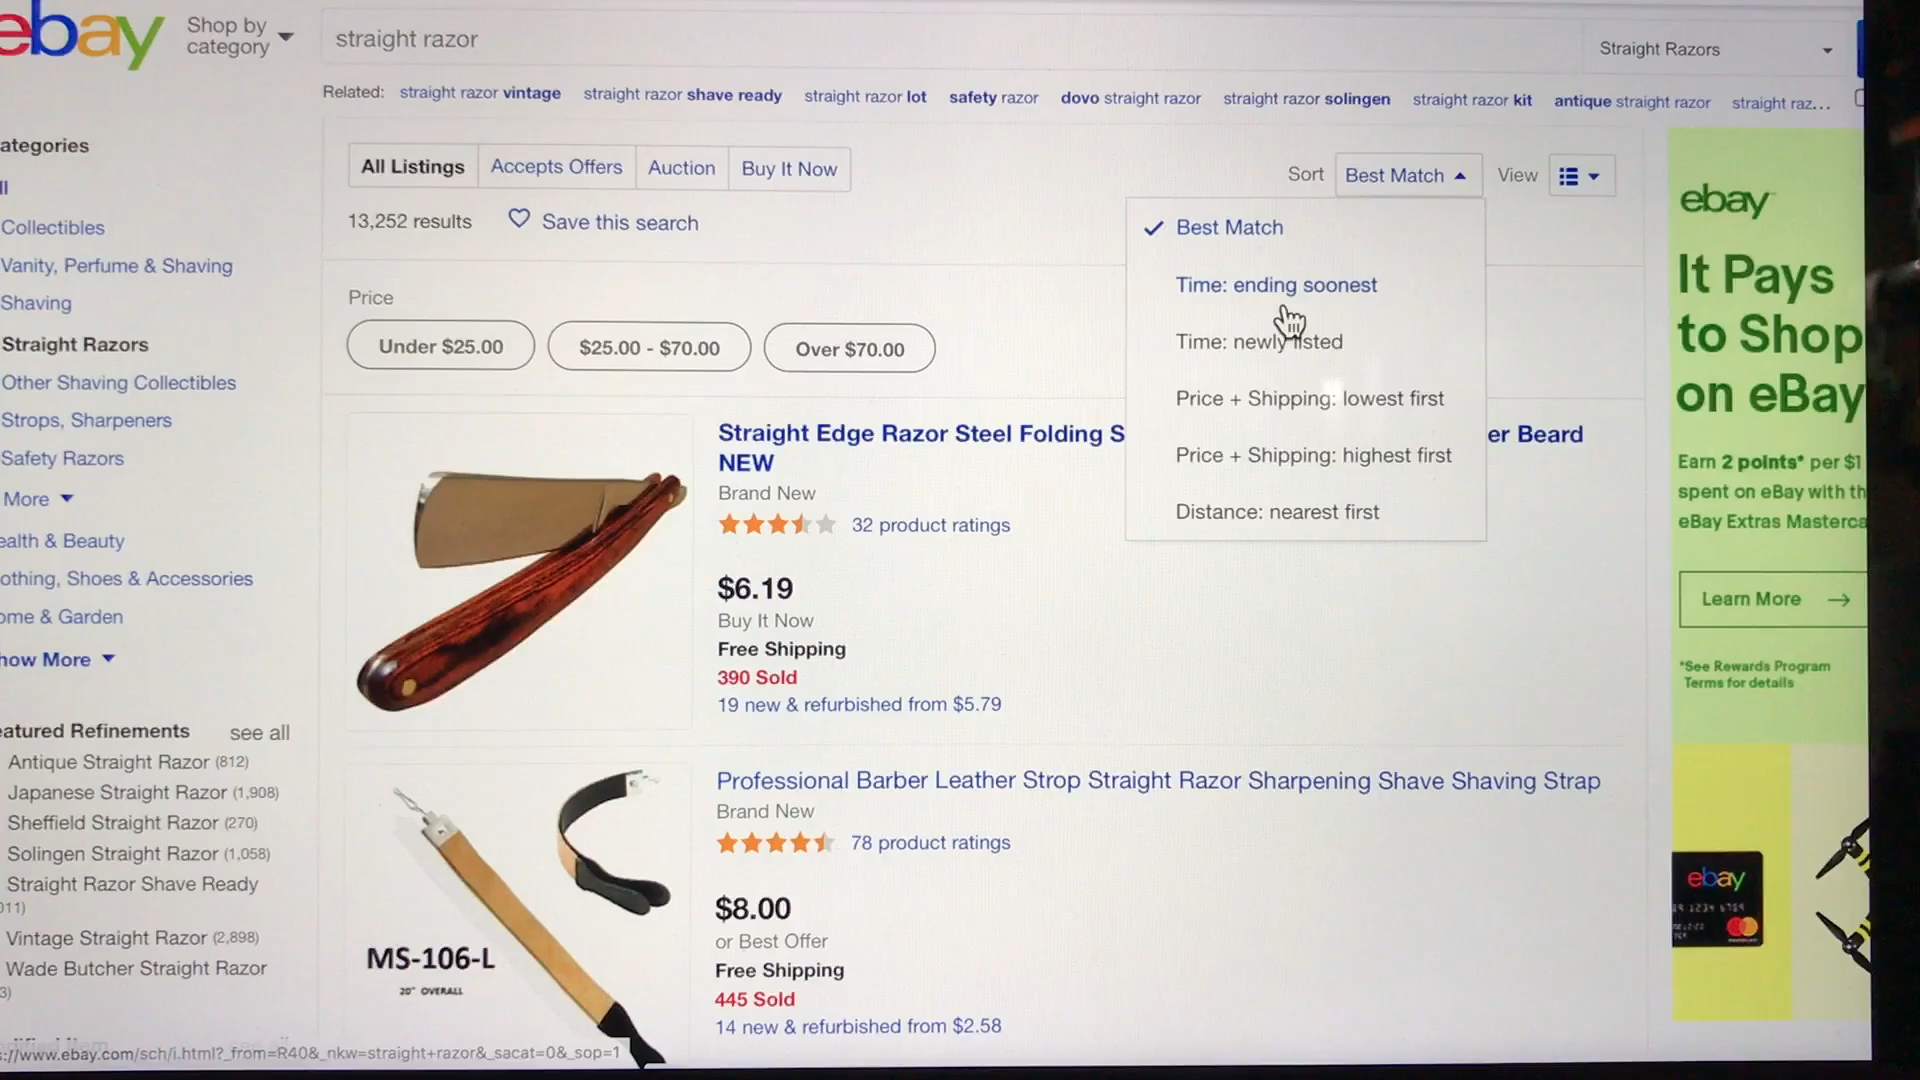 ebay
Shop by
category
straight razor
Straight Razors
Related: straight razor vintage straight razor shave ready straight razor lot safety razor dovo straight razor straight razor solingen straight razor kit antique straight razor straight raz...
ategories
ll
Collectibles
Vanity, Perfume & Shaving
Shaving
Straight Razors
Other Shaving Collectibles
Strops, Sharpeners
Safety Razors
More
ealth & Beauty
othing, Shoes & Accessories
ome & Garden
how More
eatured Refinements see all
Antique Straight Razor (812)
Japanese Straight Razor (1,908)
Sheffield Straight Razor (270)
Solingen Straight Razor (1,058)
Straight Razor Shave Ready
011)
Vintage Straight Razor (2,898)
Wade Butcher Straight Razor
3)
://www.ebay.com/sch/i.html?_from=R40&_nkw=straight+razor&_sacat=0&_sop=1
All Listings Accepts Offers Auction Buy It Now
Sort Best Match View
13,252 results Save this search
Best Match
Time: ending soonest
Time: newly listed
Price + Shipping: lowest first
Price + Shipping: highest first
Distance: nearest first
Price
Under $25.00 $25.00 - $70.00 Over $70.00
Straight Edge Razor Steel Folding S er Beard
NEW
Brand New
32 product ratings
$6.19
Buy It Now
Free Shipping
390 Sold
19 new & refurbished from $5.79
Professional Barber Leather Strop Straight Razor Sharpening Shave Shaving Strap
Brand New
78 product ratings
$8.00
or Best Offer
Free Shipping
445 Sold
14 new & refurbished from $2.58
MS-106-L
20" OVERALL
ebay
It Pays
to Shop
on eBay
Earn 2 points* per $1
spent on eBay with th
eBay Extras Masterca
Learn More
*See Rewards Program
Terms for details
ebay